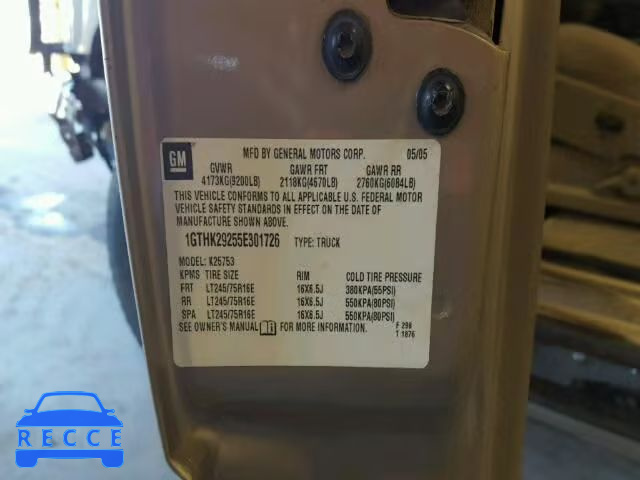 GM
MFD BY GENERAL MOTORS CORP. 05/05
GVWR GAWR FRT GAWR RR
4173KG(9200LB) 2118KG(4670LB) 2760KG(6084LB)
THIS VEHICLE CONFORMS TO ALL APPLICABLE U.S. FEDERAL MOTOR
VEHICLE SAFETY STANDARDS IN EFFECT ON THE DATE OF
MANUFACTURE SHOWN ABOVE.
1GTHK29255E301726 TYPE: TRUCK
MODEL: K25753
KPMS TIRE SIZE RIM COLD TIRE PRESSURE
FRT LT245/75R16E 16X6.5J 380KPA(55PSI)
RR LT245/75R16E 16X6.5J 550KPA(80PSI)
SPA LT245/75R16E 16X6.5J 550KPA(80PSI)
SEE OWNER'S MANUAL FOR MORE INFORMATION. F 298
T 1876
RECCE